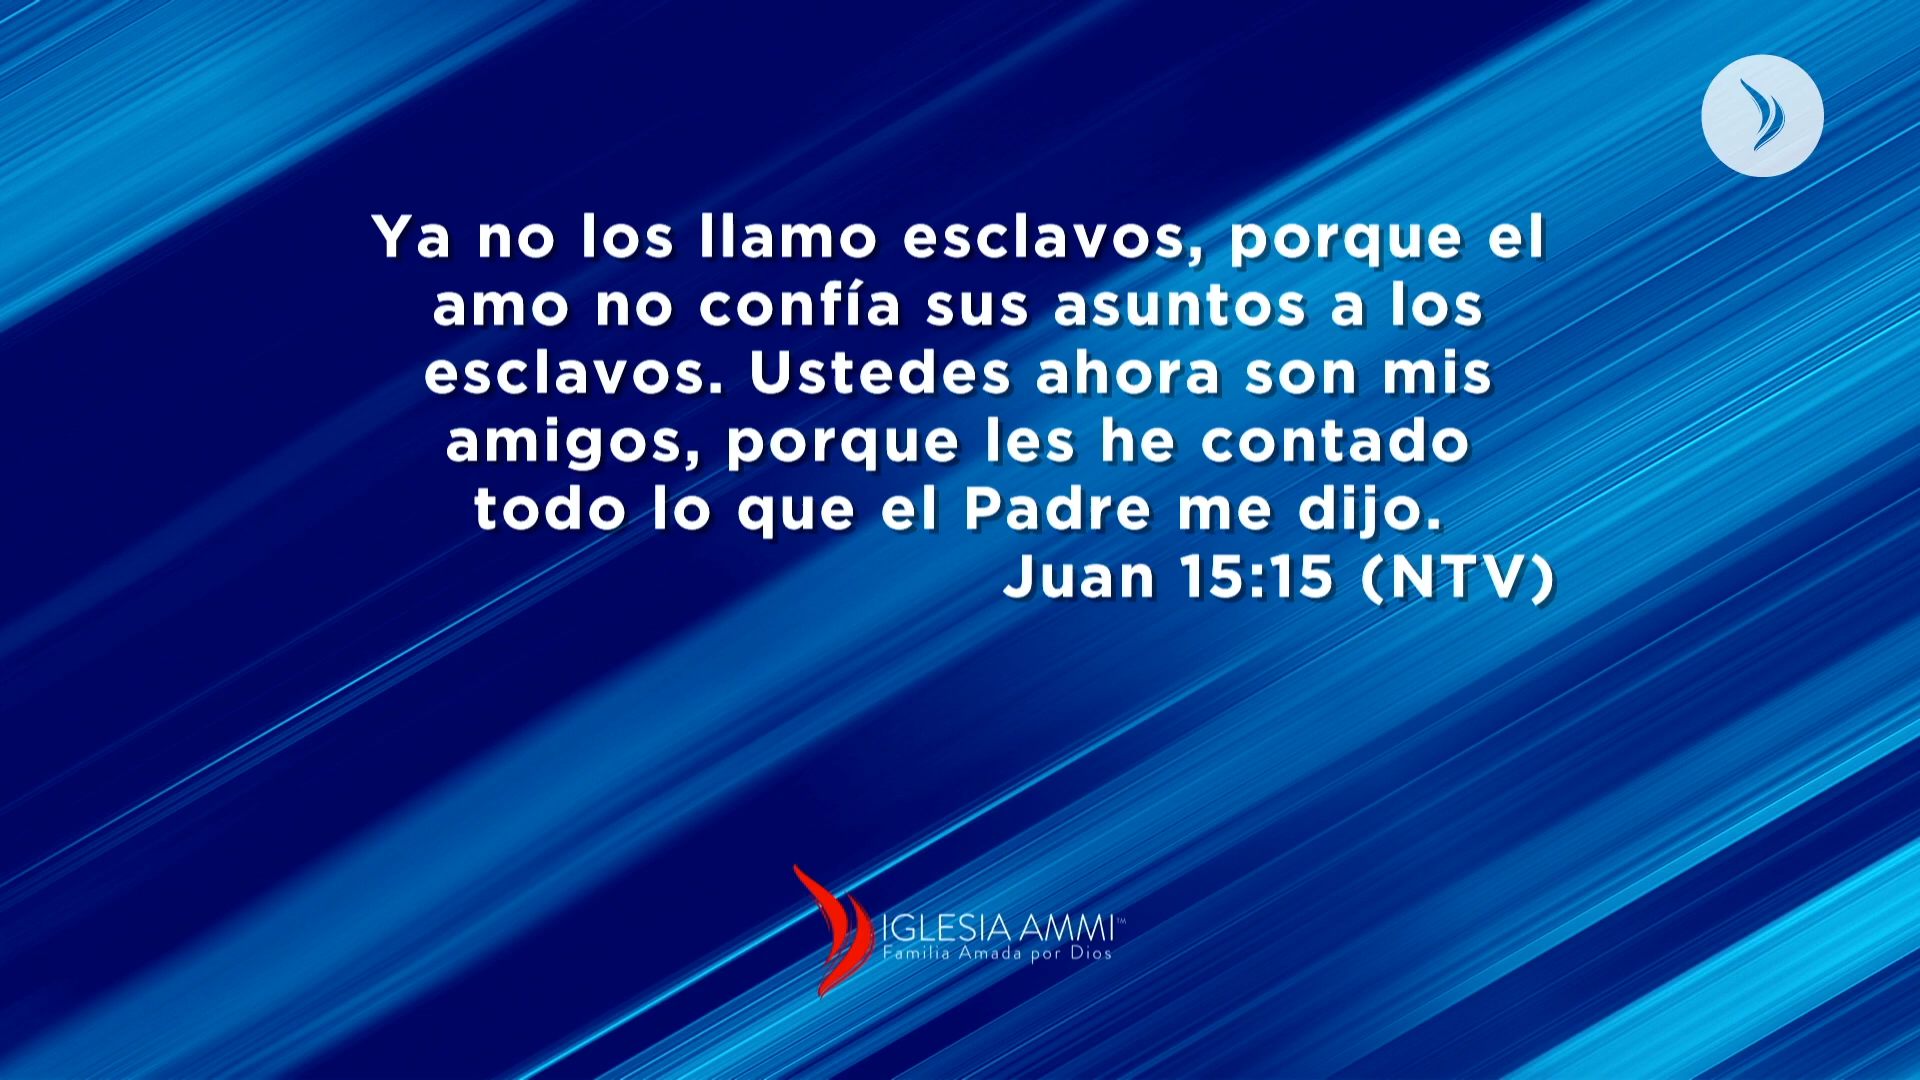 Ya no los llamo esclavos, porque el
amo no confía sus asuntos a los
esclavos. Ustedes ahora son mis
amigos, porque les he contado
todo lo que el Padre me dijo.
Juan 15:15 (NTV)
IGLESIA AMMI™
Familia Amada por Dios